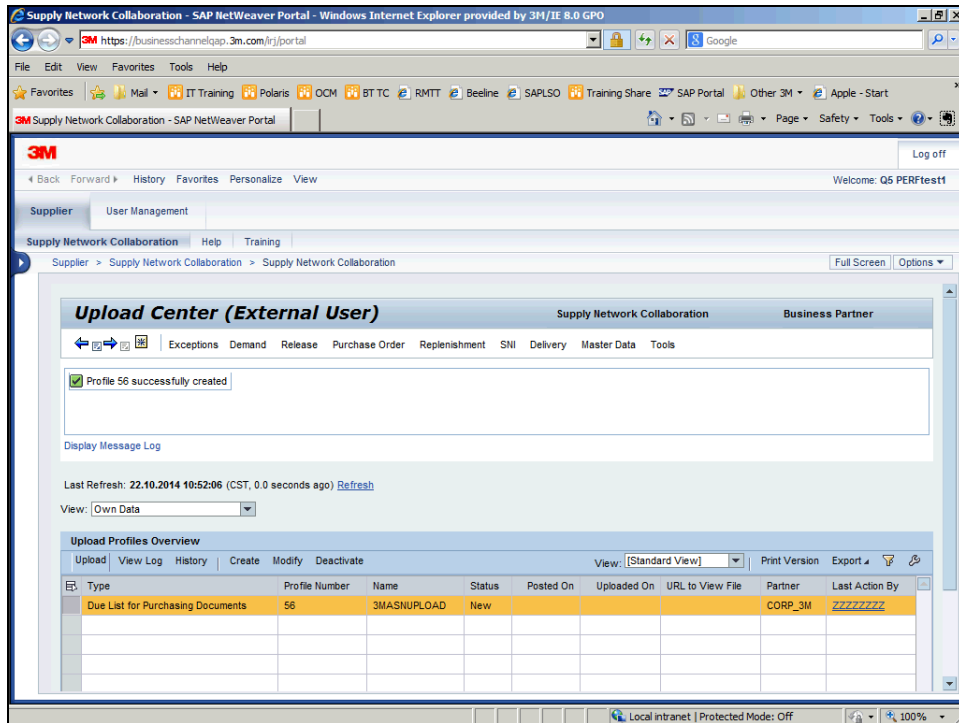 Supply Network Collaboration - SAP NetWeaver Portal - Windows Internet Explorer provided by 3M/IE 8.0 GPO
3M https://businesschannelqap.3m.com/irj/portal
Google
File Edit View Favorites Tools Help
Favorites Mail IT Training Polaris OCM BT TC RMTT Beeline SAPLSO Training Share SAP Portal Other 3M Apple - Start
3M Supply Network Collaboration - SAP NetWeaver Portal
Page Safety Tools
3M Log off
Back Forward History Favorites Personalize View Welcome: Q5 PERFtest1
Supplier User Management
Supply Network Collaboration Help Training
Supplier > Supply Network Collaboration > Supply Network Collaboration Full Screen Options
Upload Center (External User) Supply Network Collaboration Business Partner
Exceptions Demand Release Purchase Order Replenishment SNI Delivery Master Data Tools
Profile 56 successfully created
Display Message Log
Last Refresh: 22.10.2014 10:52:06 (CST, 0.0 seconds ago) Refresh
View: Own Data
Upload Profiles Overview
Upload View Log History Create Modify Deactivate View: [Standard View] Print Version Export
Type Profile Number Name Status Posted On Uploaded On URL to View File Partner Last Action By
Due List for Purchasing Documents 56 3MASNUPLOAD New CORP_3M ZZZZZZZZ
Local intranet | Protected Mode: Off 100%